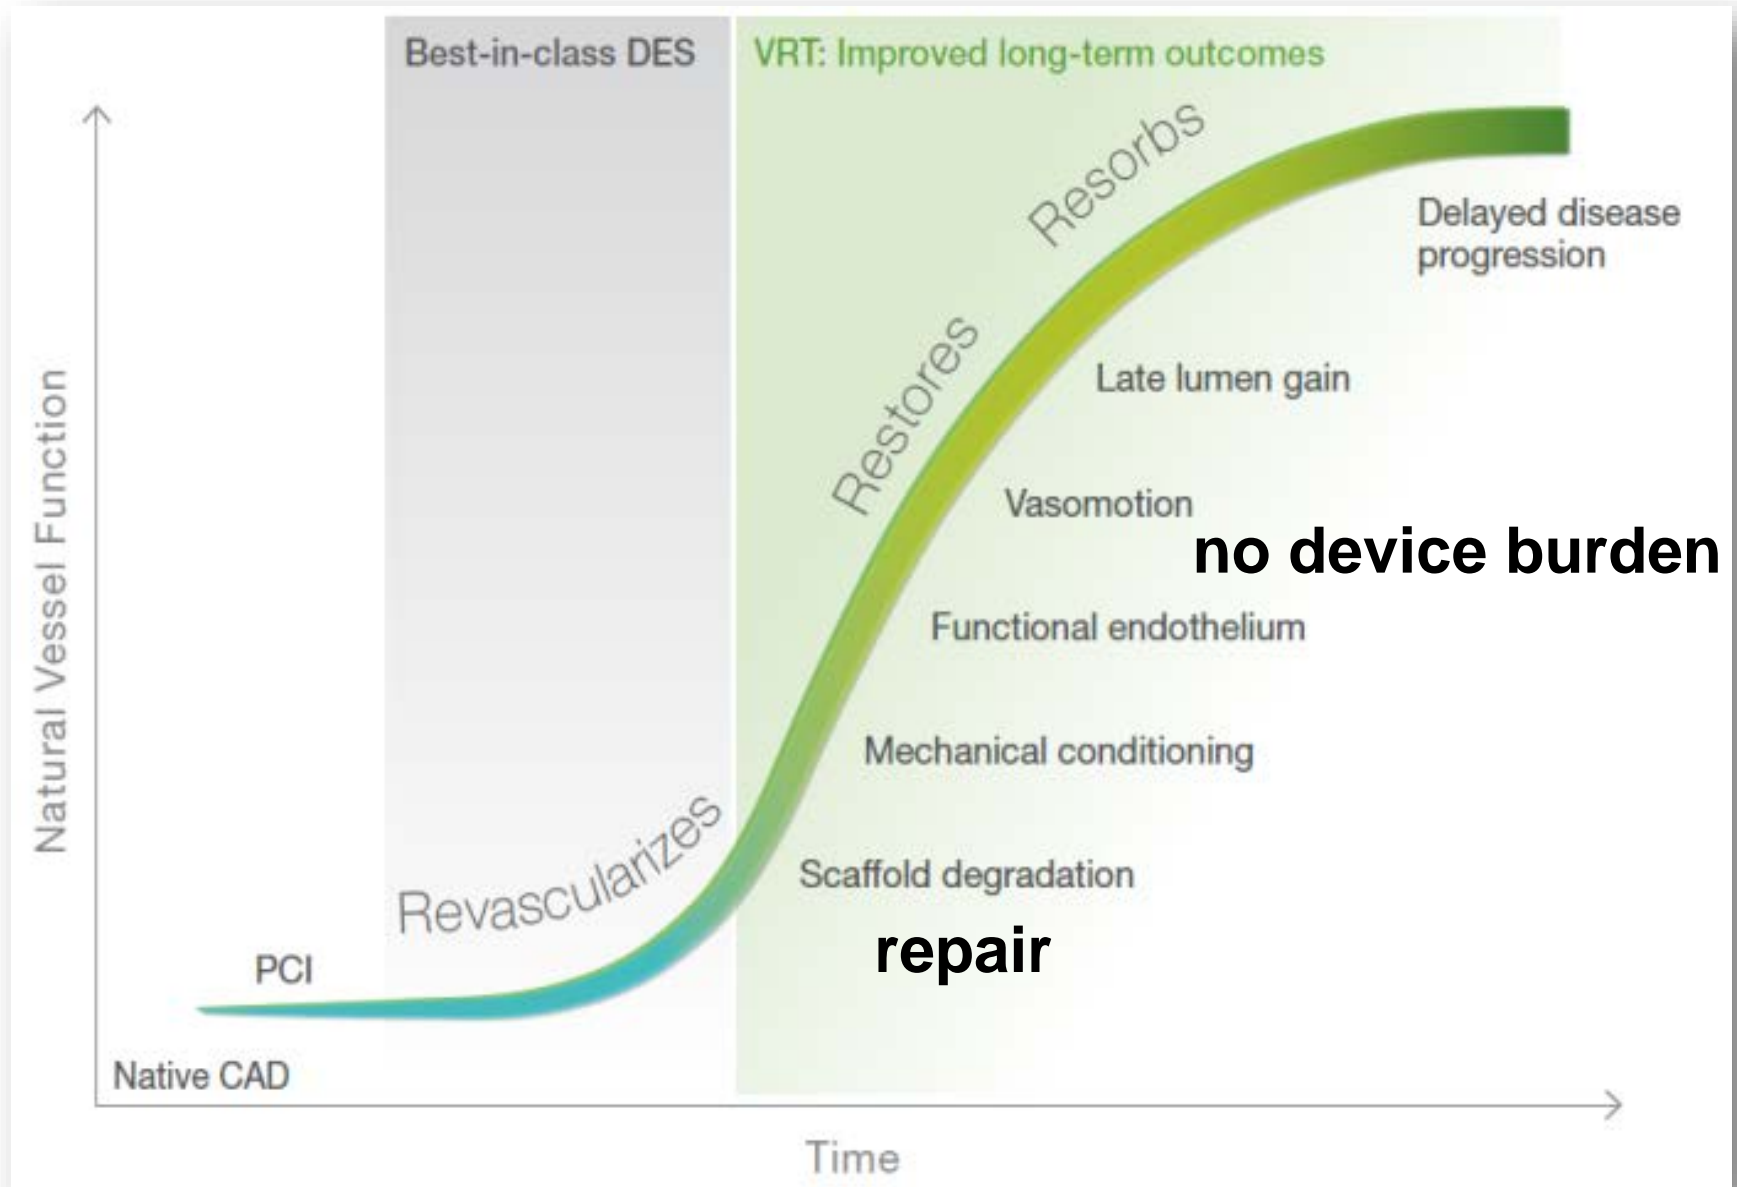 Best-in-class DES
VRT: Improved long-term outcomes
Resorbs
Delayed disease
progression
Restores
Late lumen gain
Vasomotion
no device burden
Natural Vessel Function
Functional endothelium
Mechanical conditioning
Revascularizes
Scaffold degradation
repair
PCI
Native CAD
Time